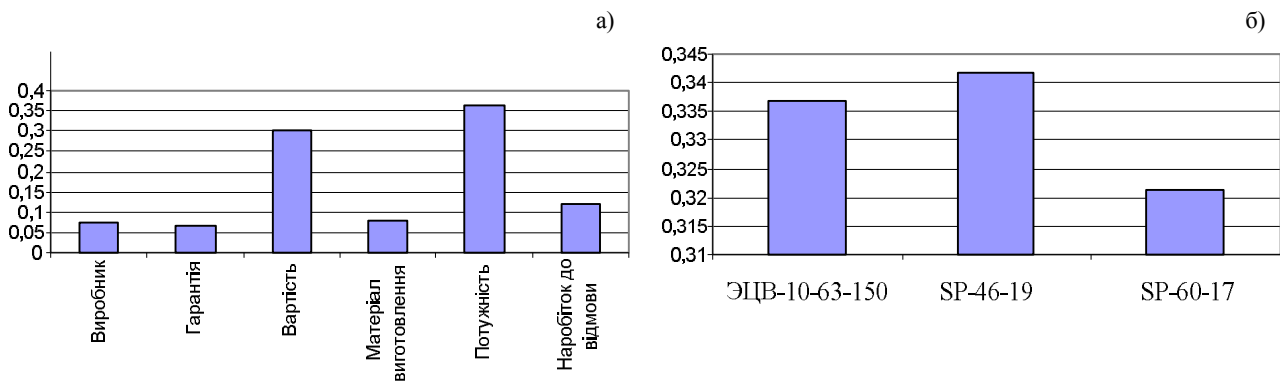 а)
0,4
0,35
0,3
0,25
0,2
0,15
0,1
0,05
0
Виробник
Гарантія
Вартість
Матеріал
виготовлення
Потужність
Наробіток до
відмови
б)
0,345
0,34
0,335
0,33
0,325
0,32
0,315
0,31
ЭЦВ-10-63-150
SP-46-19
SP-60-17